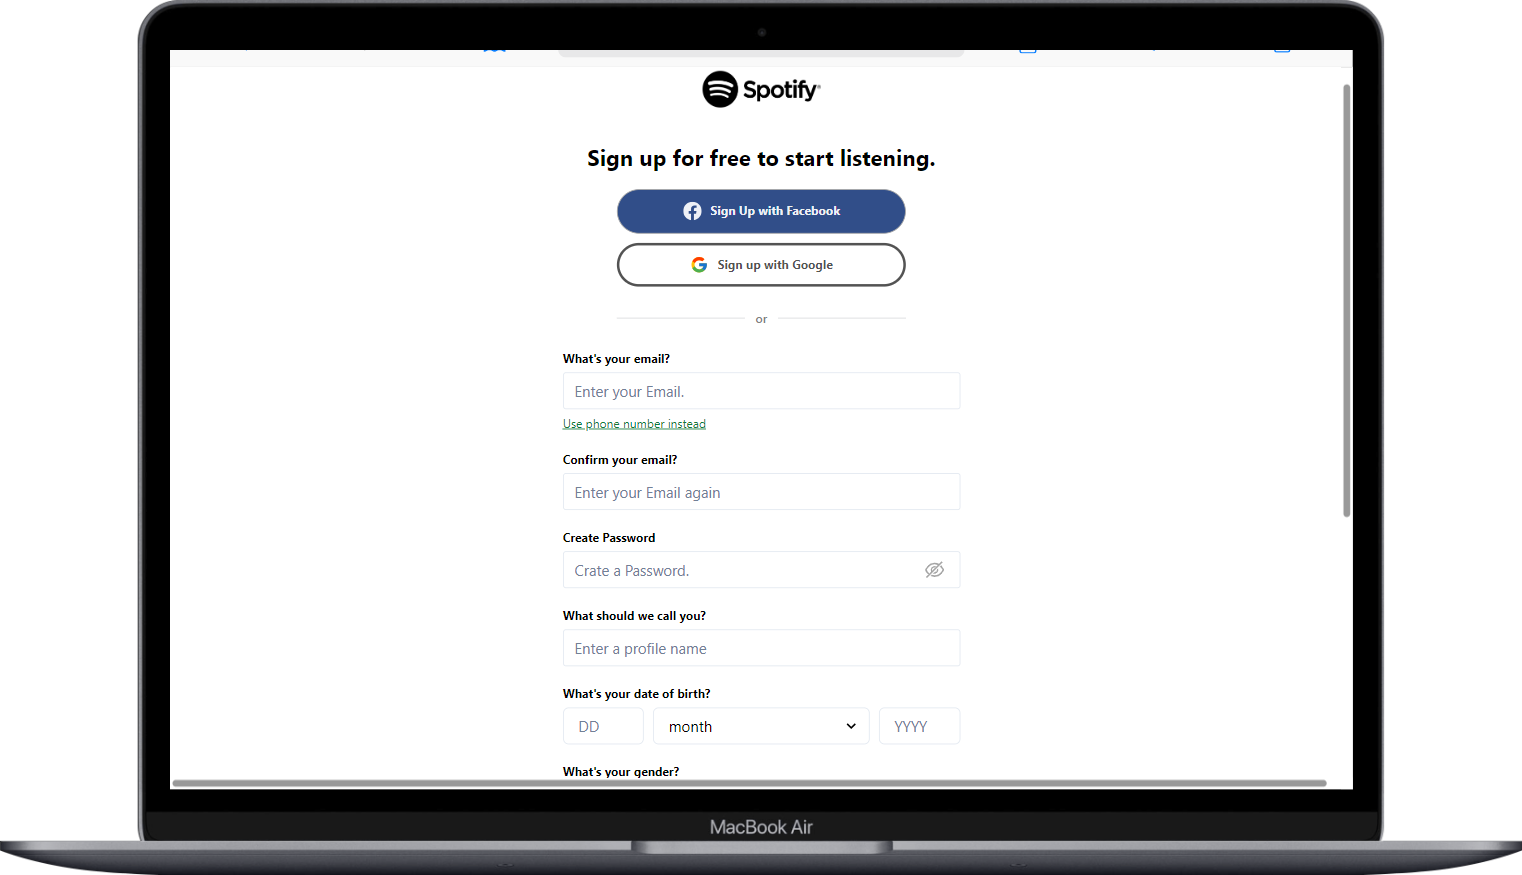 Spotify®
Sign up for free to start listening.
Sign Up with Facebook
Sign up with Google
or
What's your email?
Enter your Email.
Use phone number instead
Confirm your email?
Enter your Email again
Create Password
Crate a Password.
What should we call you?
Enter a profile name
What's your date of birth?
DD month YYYY
What's your gender?
MacBook Air